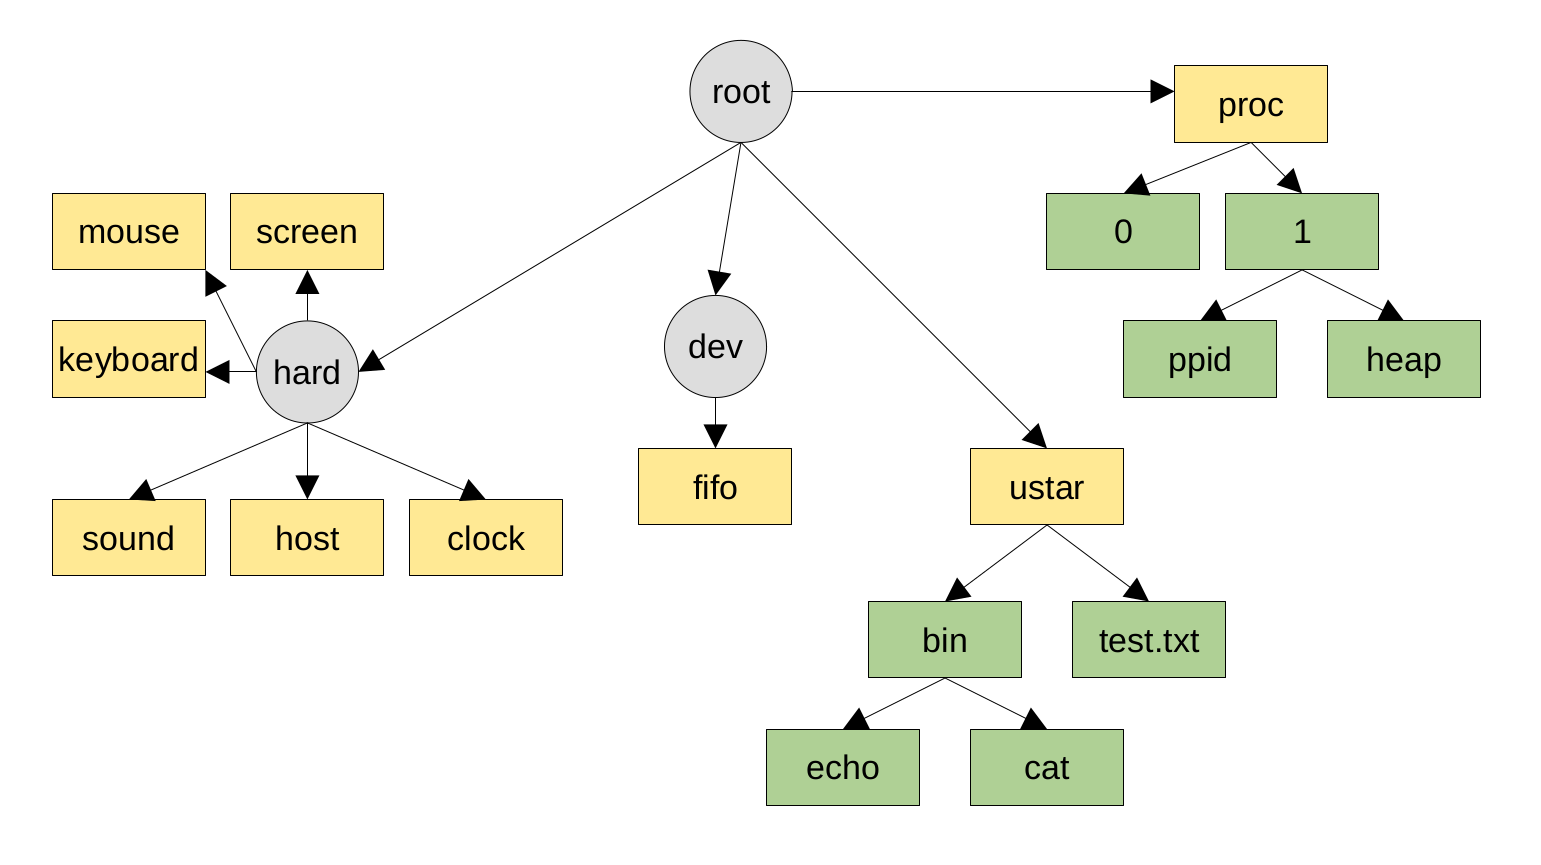 root
proc
mouse
screen
0
1
keyboard
hard
dev
ppid
heap
sound
host
clock
fifo
ustar
bin
test.txt
echo
cat